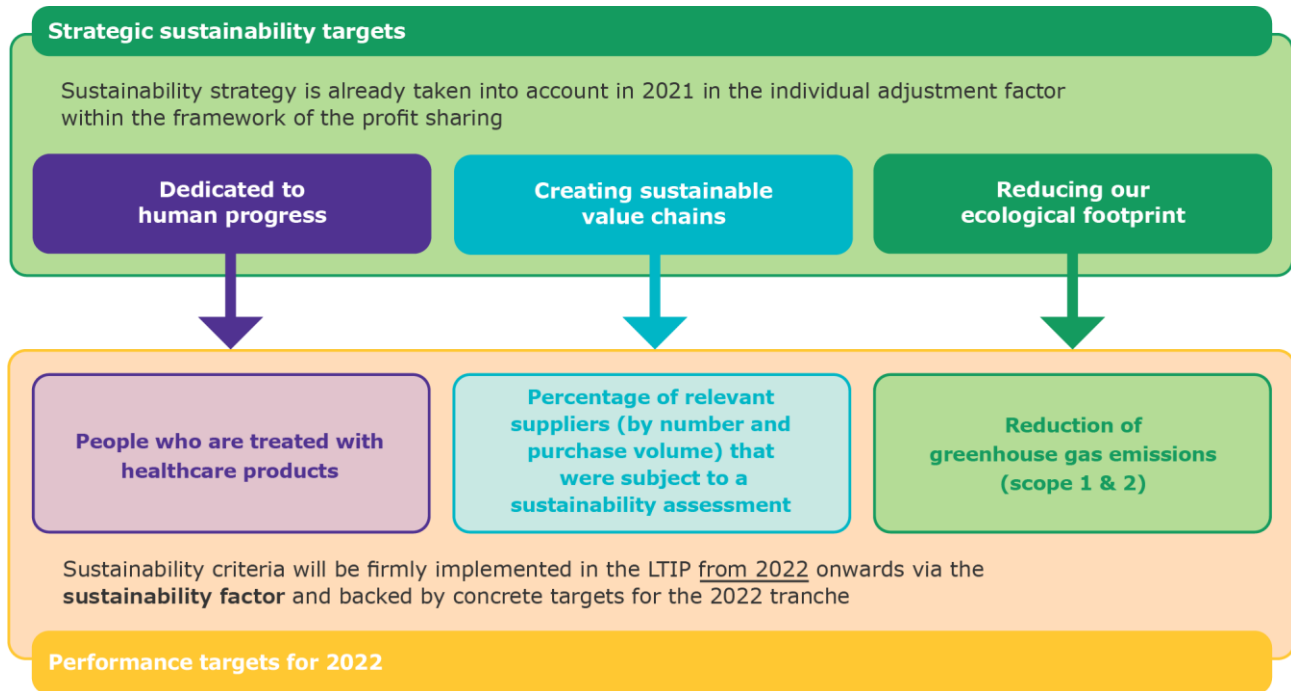 Strategic sustainability targets
Sustainability strategy is already taken into account in 2021 in the individual adjustment factor
within the framework of the profit sharing
Dedicated to
human progress
Creating sustainable
value chains
Reducing our
ecological footprint
People who are treated with
healthcare products
Percentage of relevant
suppliers (by number and
purchase volume) that
were subject to a
sustainability assessment
Reduction of
greenhouse gas emissions
(scope 1 & 2)
Sustainability criteria will be firmly implemented in the LTIP from 2022 onwards via the
sustainability factor and backed by concrete targets for the 2022 tranche
Performance targets for 2022